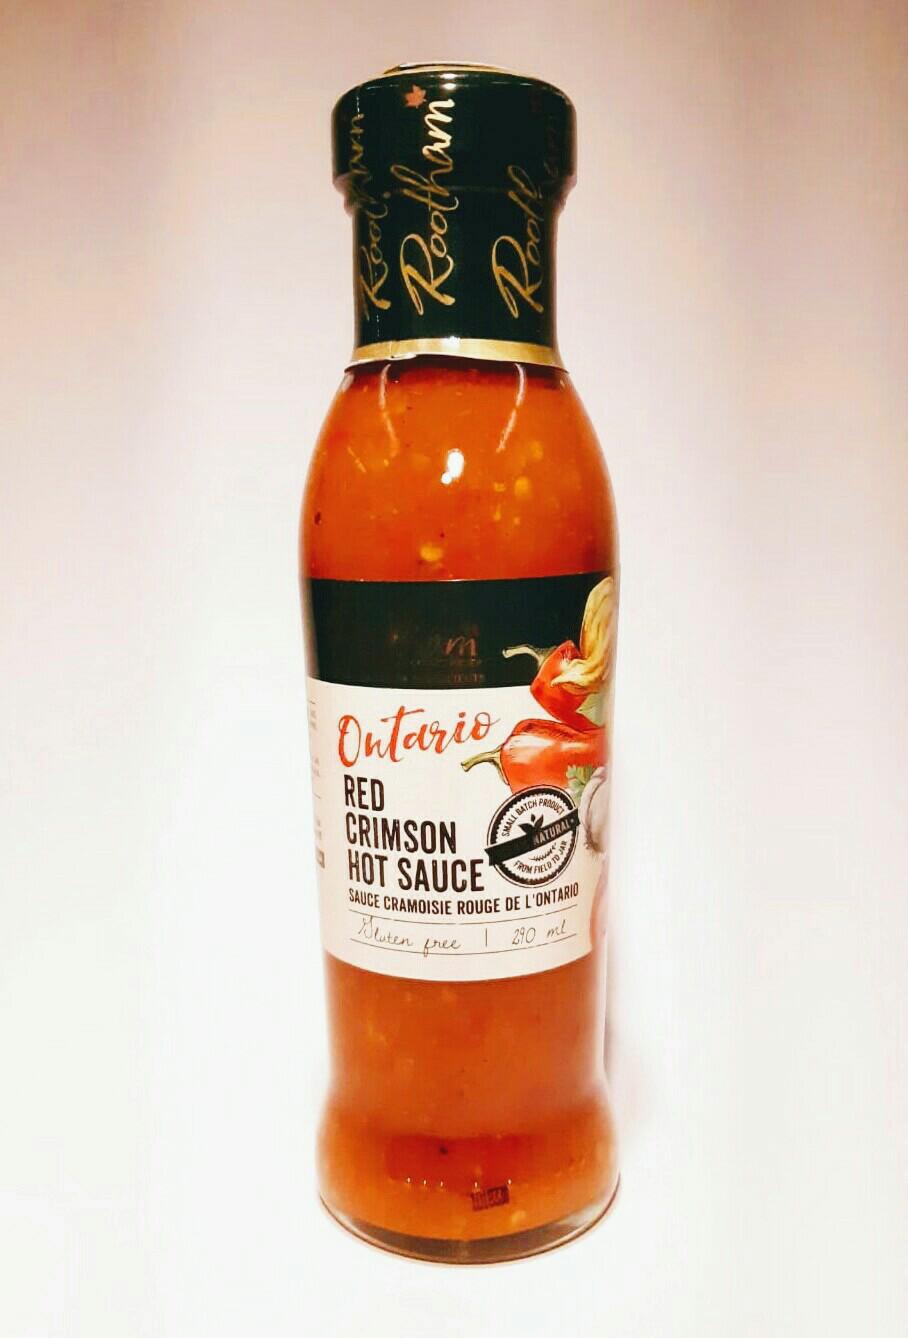 Rootham
Rootham
Ontario
RED
CRIMSON
HOT SAUCE
SMALL BATCH PRODUCT
NATURAL
FROM FIELD TO JAR
SAUCE CRAMOISIE ROUGE DE L'ONTARIO
Gluten free | 290 ml